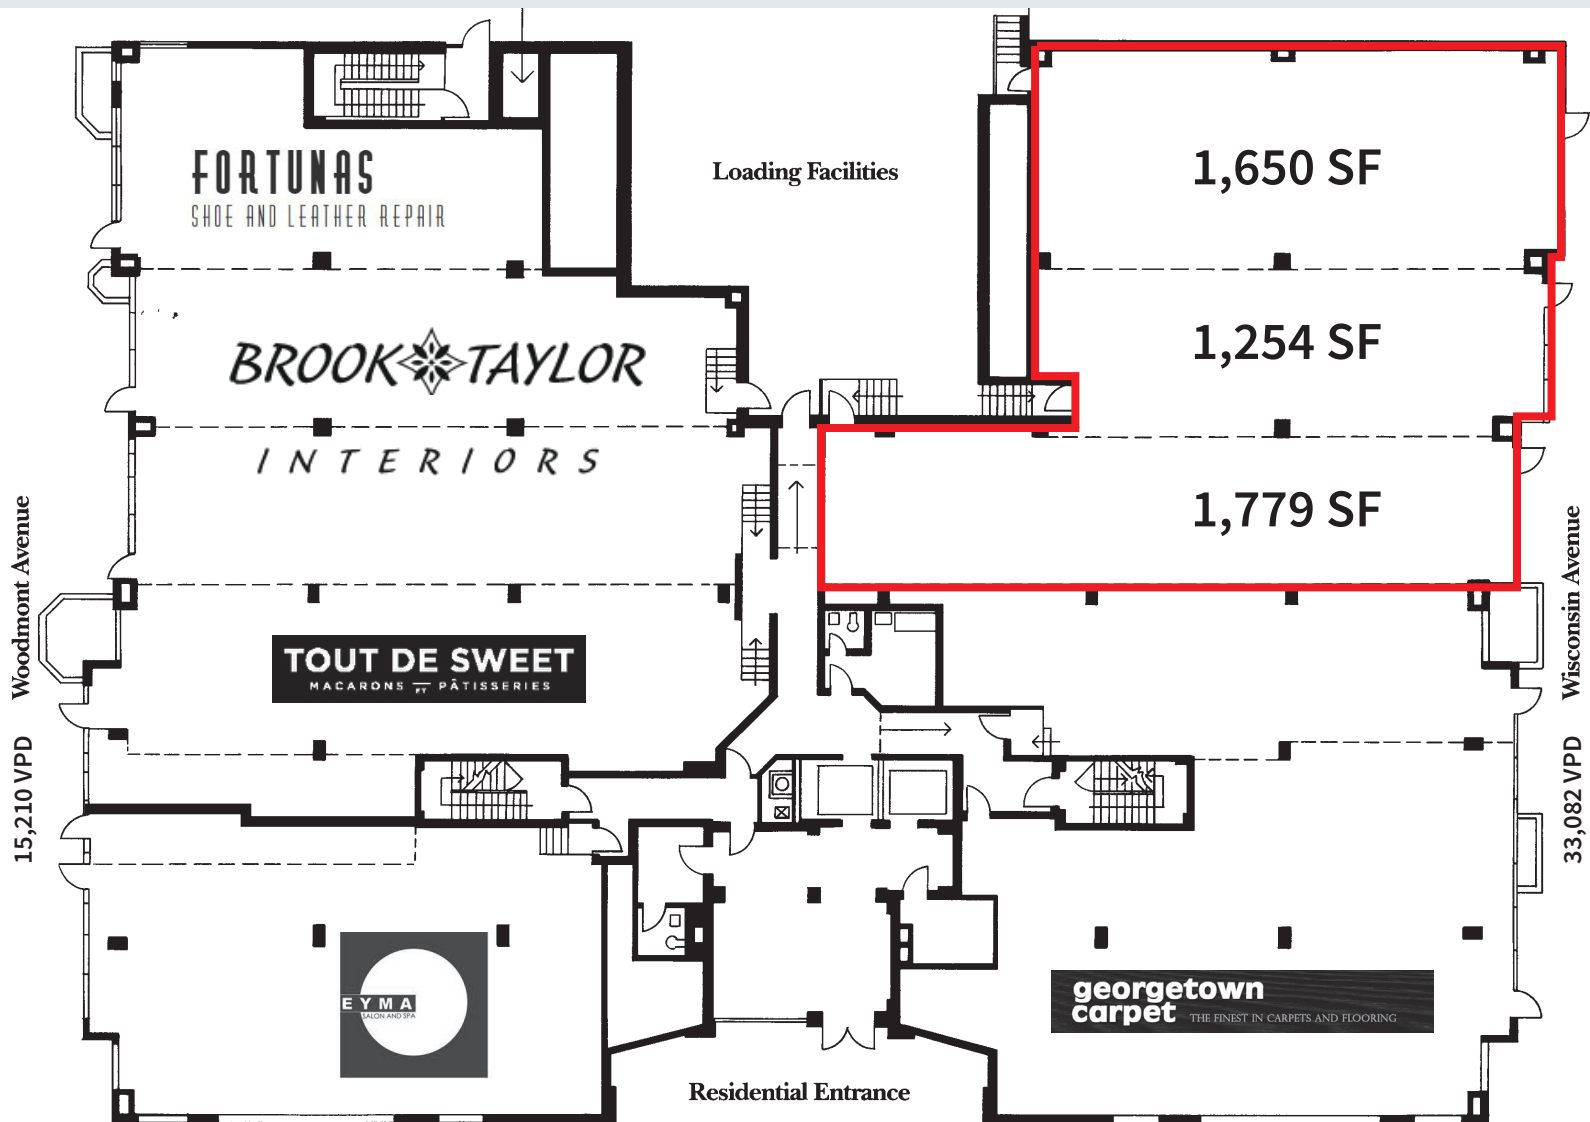 FORTUNAS
SHOE AND LEATHER REPAIR
Loading Facilities
1,650 SF
BROOK TAYLOR
INTERIORS
1,254 SF
1,779 SF
Woodmont Avenue
15,210 VPD
Wisconsin Avenue
33,082 VPD
TOUT DE SWEET
MACARONS ET PÂTISSERIES
EYMA
SALON AND SPA
georgetown
carpet THE FINEST IN CARPETS AND FLOORING
Residential Entrance